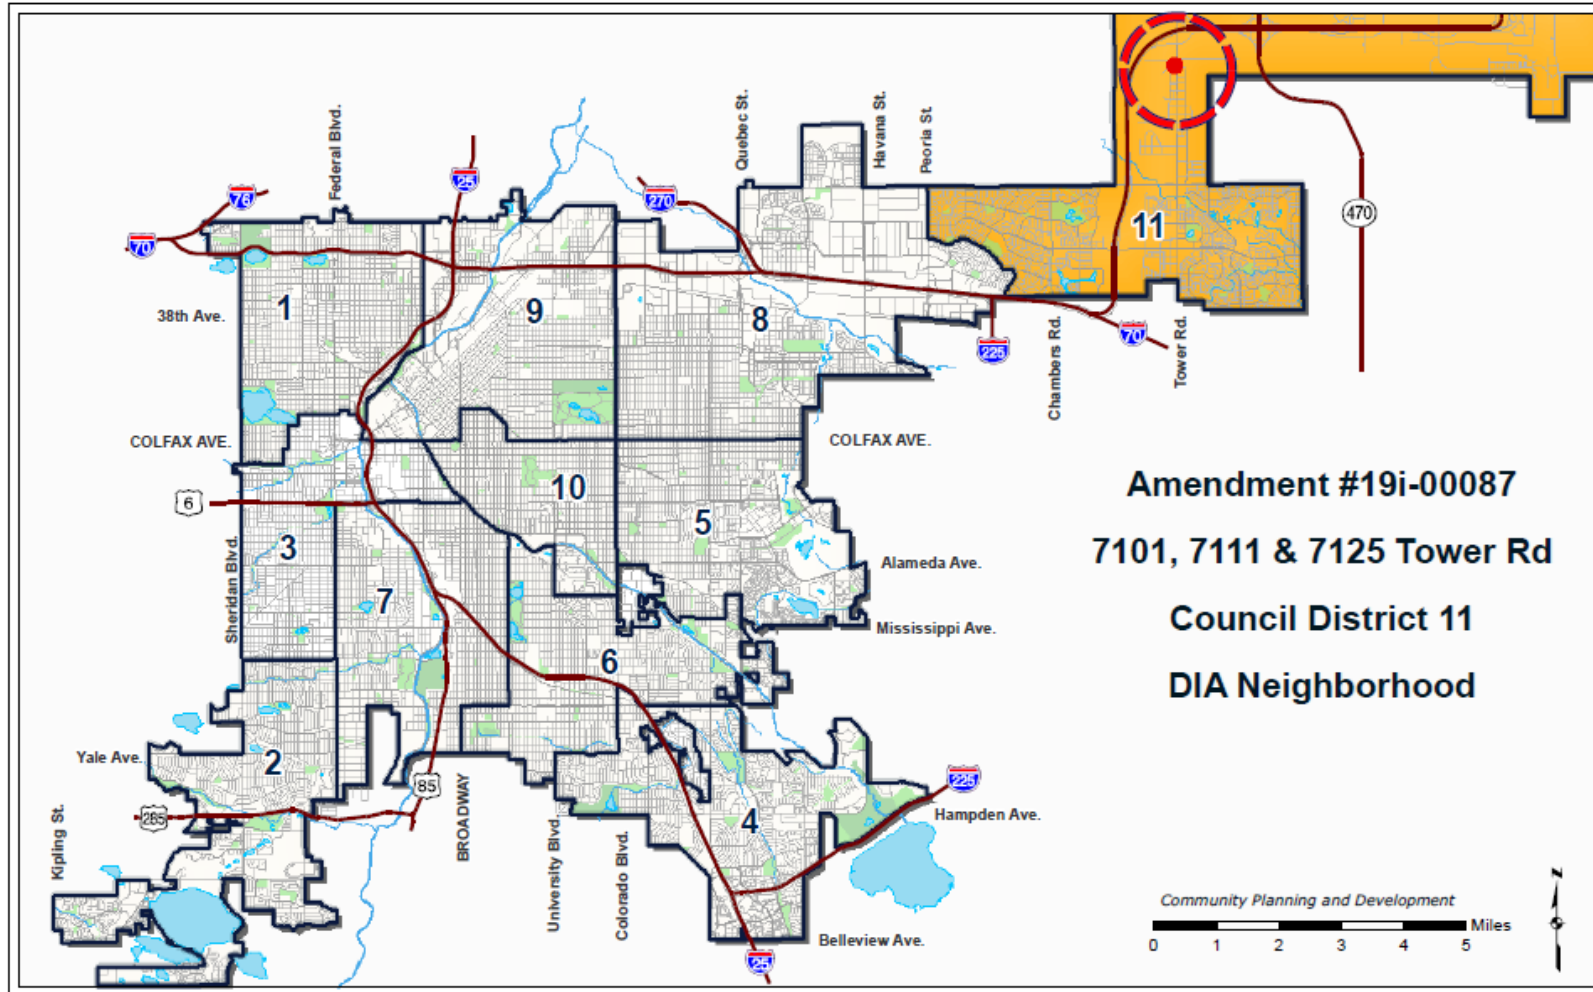 Federal Blvd.
Quebec St.
Havana St.
Peoria St.
76
25
270
70
470
11
1
9
8
38th Ave.
225
70
Chambers Rd.
Tower Rd.
COLFAX AVE.
COLFAX AVE.
6
10
5
3
Sheridan Blvd.
7
Alameda Ave.
Mississippi Ave.
6
Amendment #19i-00087
7101, 7111 & 7125 Tower Rd
Council District 11
DIA Neighborhood
Yale Ave.
2
85
BROADWAY
285
Kipling St.
University Blvd.
Colorado Blvd.
4
225
Hampden Ave.
Belleview Ave.
25
Community Planning and Development
Miles
0 1 2 3 4 5
N